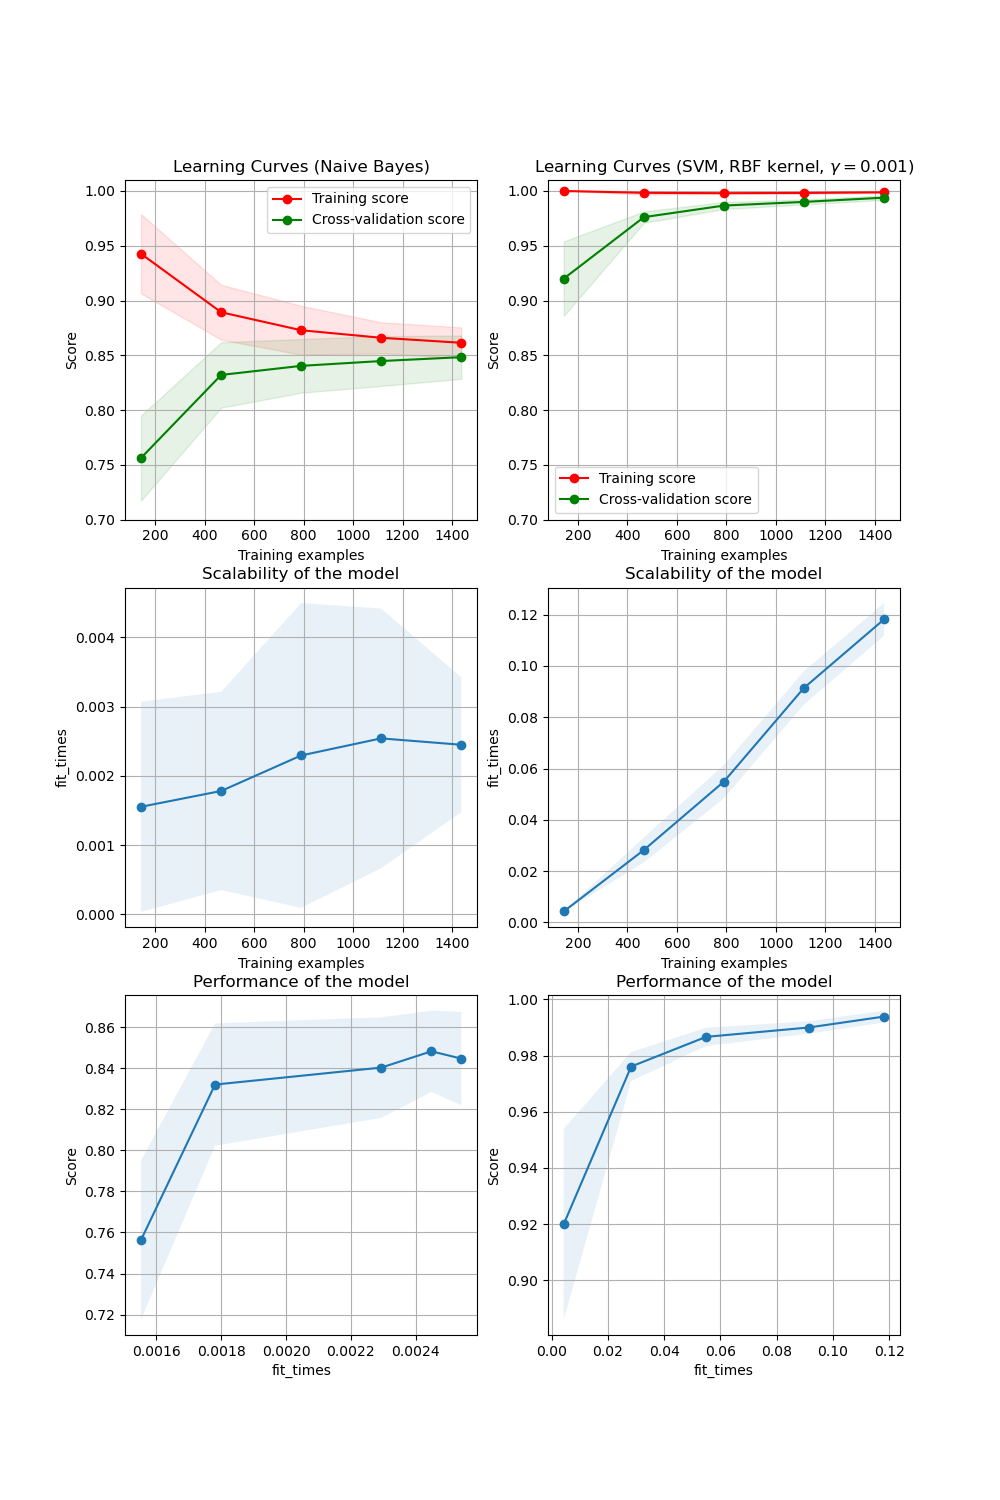 Learning Curves (Naive Bayes)
Score
1.00
0.95
0.90
0.85
0.80
0.75
0.70
Training score
Cross-validation score
200 400 600 800 1000 1200 1400
Training examples
Learning Curves (SVM, RBF kernel, γ = 0.001)
Score
1.00
0.95
0.90
0.85
0.80
0.75
0.70
Training score
Cross-validation score
200 400 600 800 1000 1200 1400
Training examples
Scalability of the model
fit_times
0.004
0.003
0.002
0.001
0.000
200 400 600 800 1000 1200 1400
Training examples
Scalability of the model
fit_times
0.12
0.10
0.08
0.06
0.04
0.02
0.00
200 400 600 800 1000 1200 1400
Training examples
Performance of the model
Score
0.86
0.84
0.82
0.80
0.78
0.76
0.74
0.72
0.0016 0.0018 0.0020 0.0022 0.0024
fit_times
Performance of the model
Score
1.00
0.98
0.96
0.94
0.92
0.90
0.00 0.02 0.04 0.06 0.08 0.10 0.12
fit_times